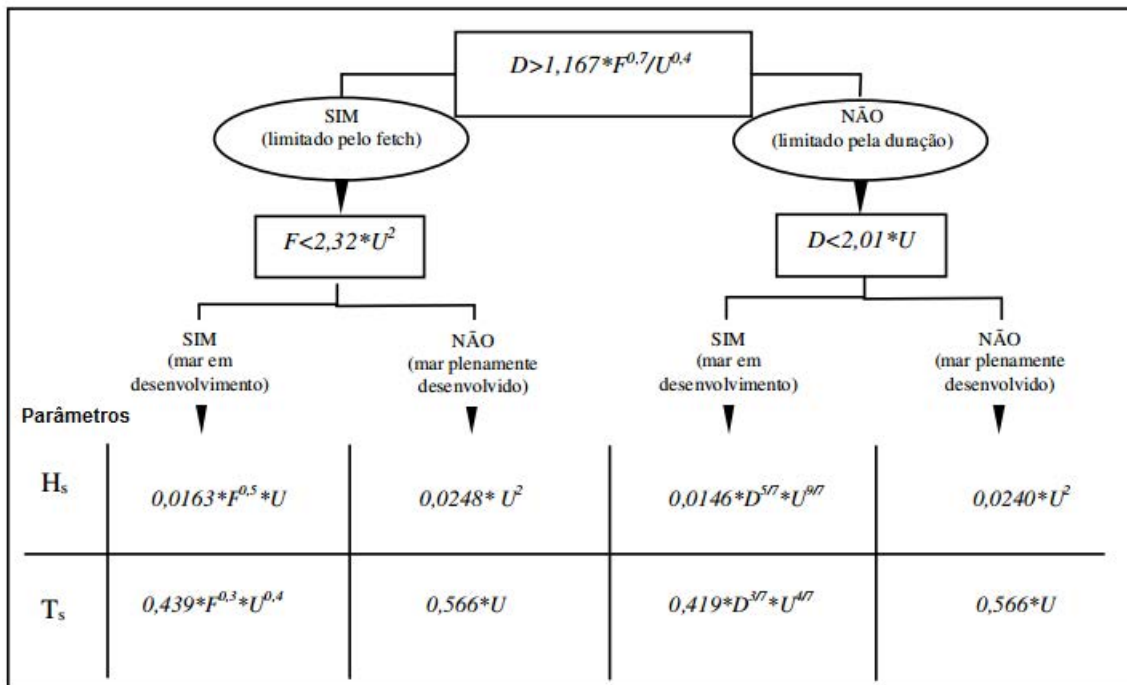 D>1,167*F^0,7/U^0,4
SIM
(limitado pelo fetch)
NÃO
(limitado pela duração)
F<2,32*U^2
D<2,01*U
SIM
(mar em
desenvolvimento)
NÃO
(mar plenamente
desenvolvido)
SIM
(mar em
desenvolvimento)
NÃO
(mar plenamente
desenvolvido)
Parâmetros
H_s
0,0163*F^0,5*U
0,0248* U^2
0,0146*D^5/7*U^9/7
0,0240*U^2
T_s
0,439*F^0,3*U^0,4
0,566*U
0,419*D^3/7*U^4/7
0,566*U